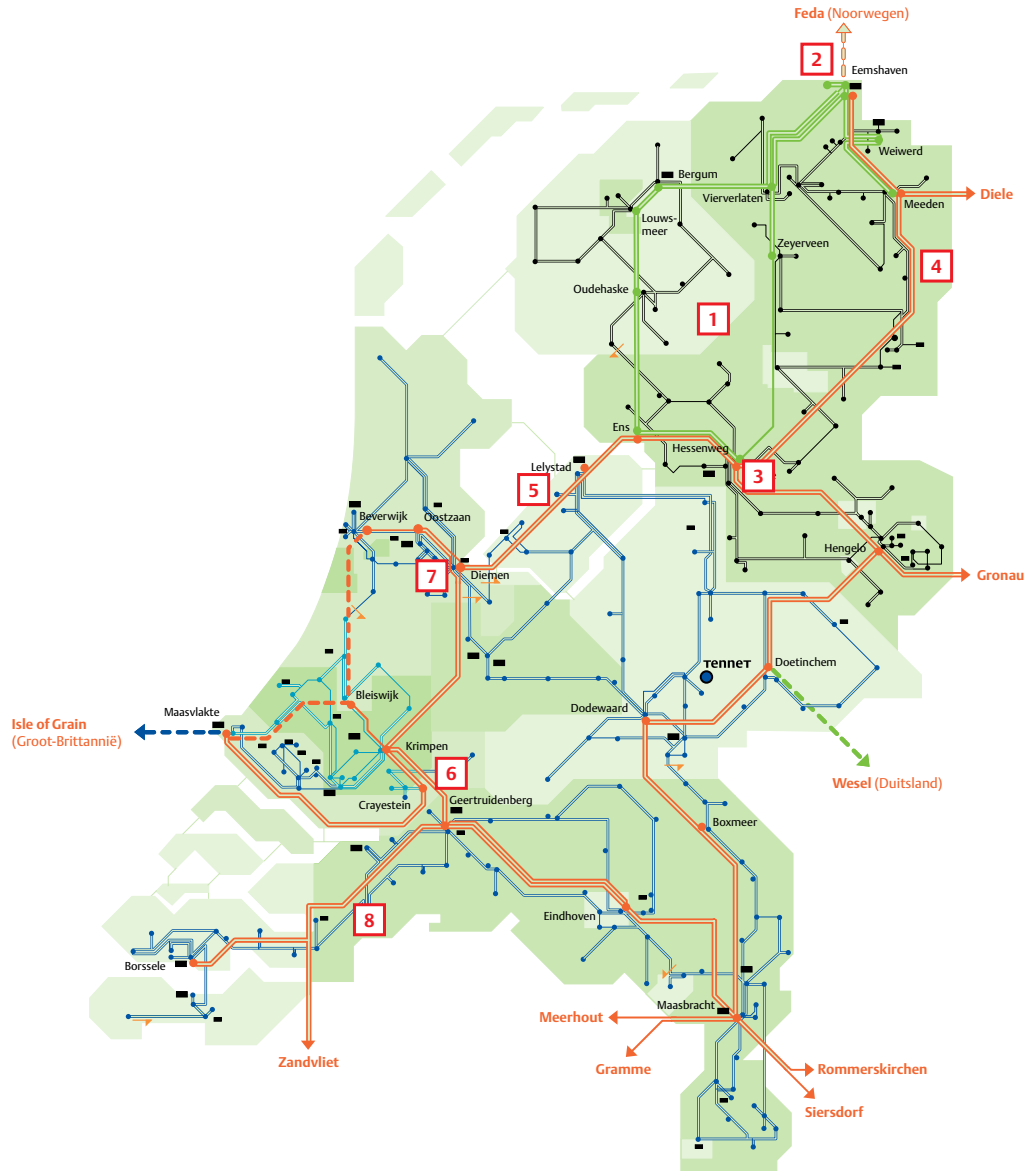 Feda (Noorwegen)
2
Eemshaven
Weiwerd
Bergum
Vierverlaten
Meeden
Diele
Louws-
meer
Zeyerveen
4
Oudehaske
1
Ens
Hessenweg
Lelystad
3
5
Beverwijk
Oostzaan
Hengelo
7
Diemen
Gronau
TenneT
Doetinchem
Bleiswijk
Maasvlakte
Dodewaard
Isle of Grain
(Groot-Brittannië)
Krimpen
6
Wesel (Duitsland)
Crayestein
Geertruidenberg
Boxmeer
Eindhoven
8
Borssele
Maasbracht
Meerhout
Zandvliet
Gramme
Rommerskirchen
Siersdorf